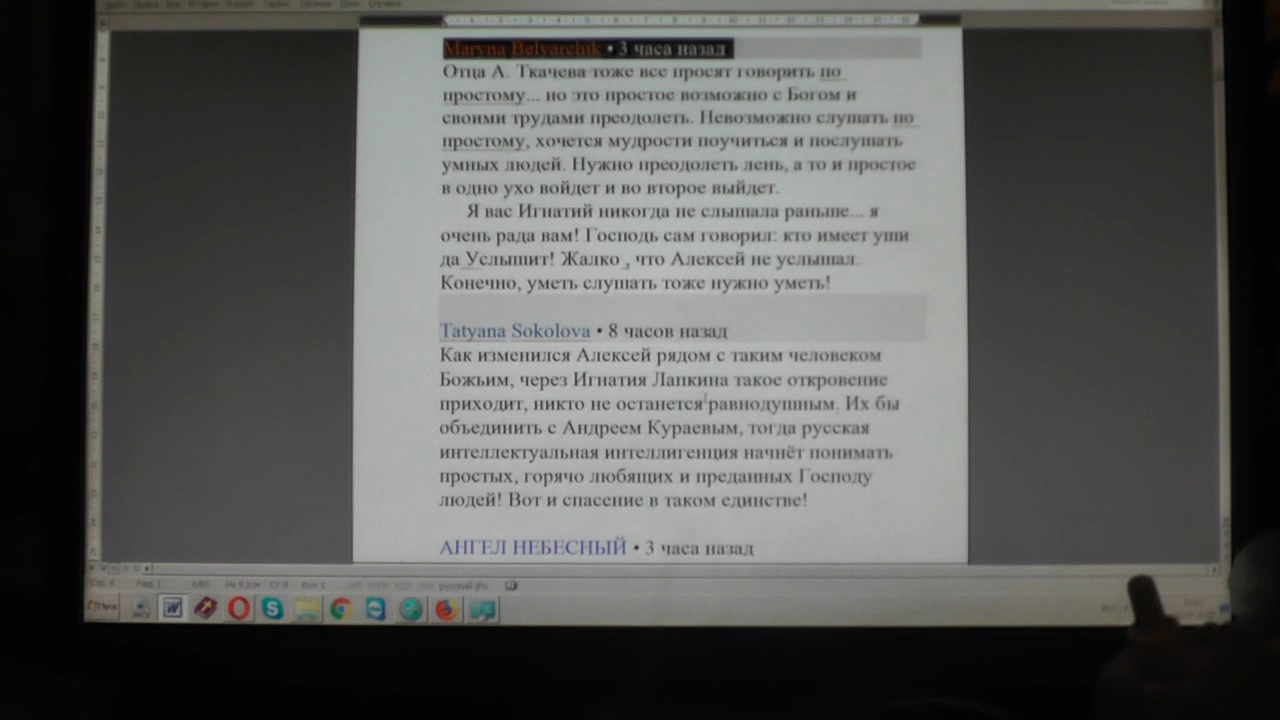 Maryna Belyarchik • 3 часа назад
Отца А. Ткачева тоже все просят говорить по
простому... но это простое возможно с Богом и
своими трудами преодолеть. Невозможно слушать по
простому, хочется мудрости поучиться и послушать
умных людей. Нужно преодолеть лень, а то и простое
в одно ухо войдет и во второе выйдет.
Я вас Игнатий никогда не слышала раньше... я
очень рада вам! Господь сам говорил: кто имеет уши
да Услышит! Жалко , что Алексей не услышал.
Конечно, уметь слушать тоже нужно уметь!
Tatyana Sokolova • 8 часов назад
Как изменился Алексей рядом с таким человеком
Божьим, через Игнатия Лапкина такое откровение
приходит, никто не останется равнодушным. Их бы
объединить с Андреем Кураевым, тогда русская
интеллектуальная интеллигенция начнёт понимать
простых, горячо любящих и преданных Господу
людей! Вот и спасение в таком единстве!
АНГЕЛ НЕБЕСНЫЙ • 3 часа назад
Пуск